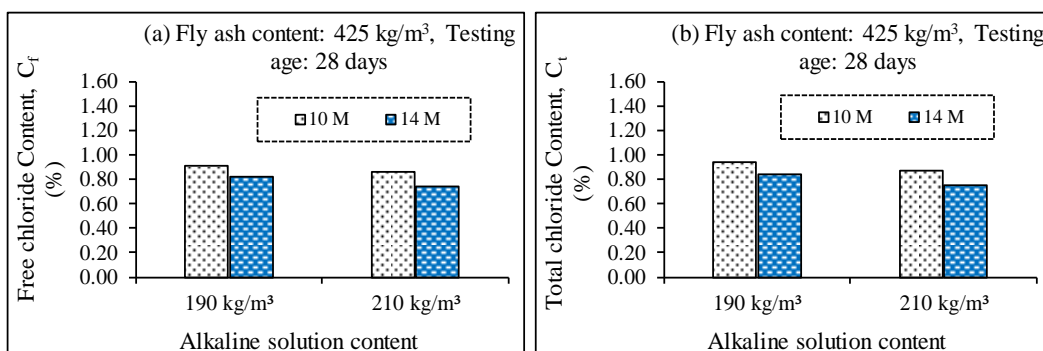 (a) Fly ash content: 425 kg/m³, Testing
age: 28 days
Free chloride Content, Cf
(%)
1.60
1.40
1.20
1.00
0.80
0.60
0.40
0.20
0.00
10 M
14 M
190 kg/m³
210 kg/m³
Alkaline solution content
(b) Fly ash content: 425 kg/m³, Testing
age: 28 days
Total chloride Content, Ct
(%)
1.60
1.40
1.20
1.00
0.80
0.60
0.40
0.20
0.00
10 M
14 M
190 kg/m³
210 kg/m³
Alkaline solution content